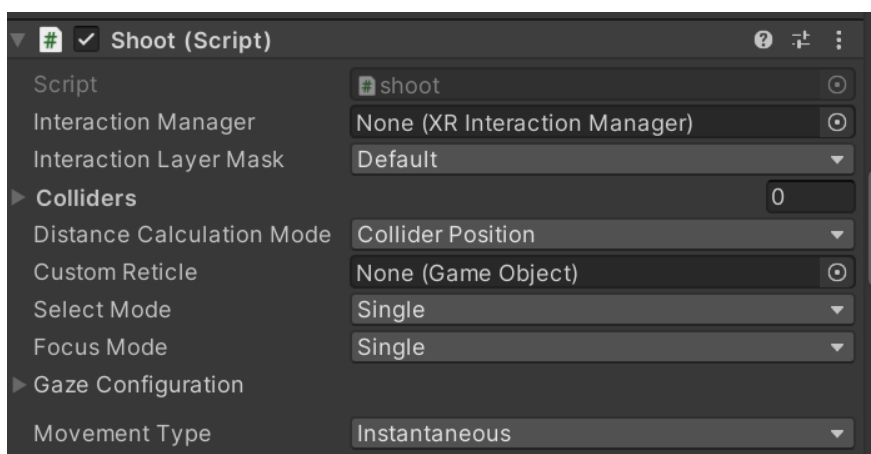 # Shoot (Script)
Script # shoot
Interaction Manager None (XR Interaction Manager)
Interaction Layer Mask Default
Colliders 0
Distance Calculation Mode Collider Position
Custom Reticle None (Game Object)
Select Mode Single
Focus Mode Single
Gaze Configuration
Movement Type Instantaneous